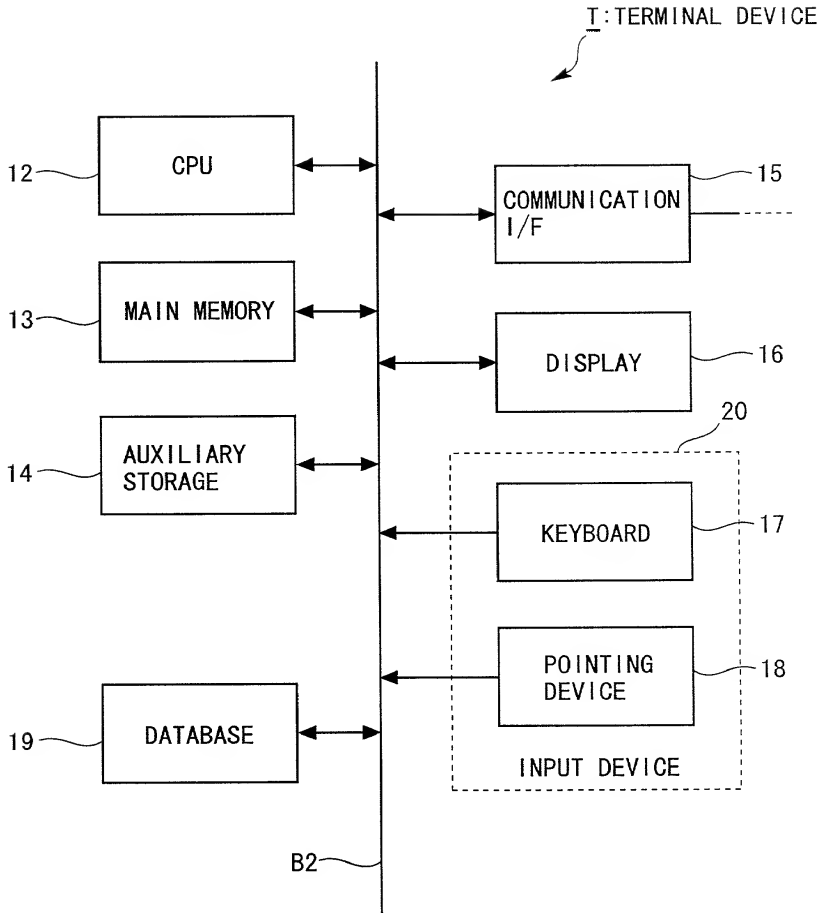 T:TERMINAL DEVICE
12
CPU
15
COMMUNICATION
I/F
13
MAIN MEMORY
DISPLAY
16
20
14
AUXILIARY
STORAGE
KEYBOARD
17
POINTING
DEVICE
18
19
DATABASE
INPUT DEVICE
B2